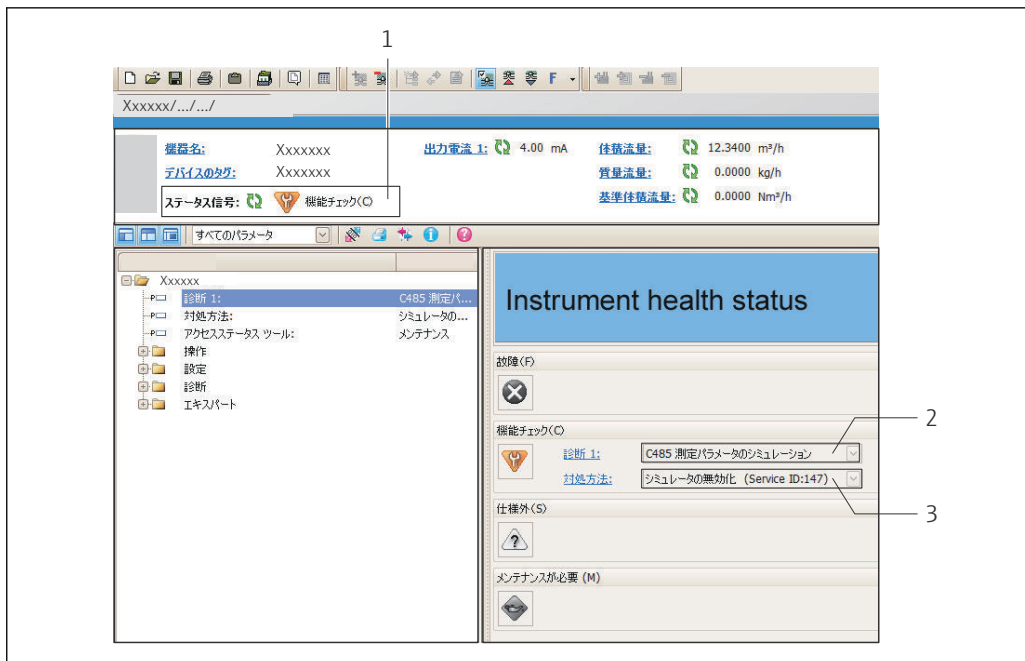 1
F
Xxxxxx/.../.../
機器名: Xxxxxxx 出力電流 1: 4.00 mA 体積流量: 12.3400 m³/h
デバイスのタグ: Xxxxxxx 質量流量: 0.0000 kg/h
ステータス信号: 機能チェック(C) 基準体積流量: 0.0000 Nm³/h
すべてのパラメータ
Xxxxxx
診断 1: C485 測定パ...
対処方法: シミュレータの...
アクセスステータス ツール: メンテナンス
操作
設定
診断
エキスパート
Instrument health status
故障(F)
機能チェック(C)
診断 1: C485 測定パラメータのシミュレーション
対処方法: シミュレータの無効化 (Service ID:147)
2
3
仕様外(S)
メンテナンスが必要 (M)